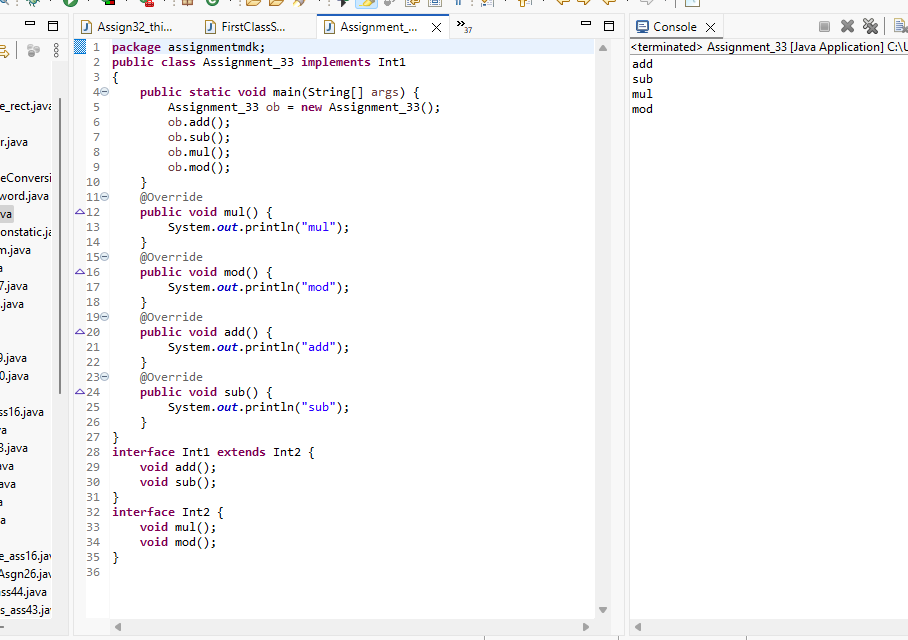 Assign32_thi...
FirstClassS...
Assignment_...
»37
Console
<terminated> Assignment_33 [Java Application] C:\U
e_rect.java
r.java
eConversi
word.java
va
onstatic.ja
m.java
a
7.java
.java
9.java
0.java
ss16.java
va
3.java
ava
ava
a
a
e_ass16.jav
Asgn26.jav
ss44.java
s_ass43.jav
1 package assignmentmdk;
2 public class Assignment_33 implements Int1
3 {
4     public static void main(String[] args) {
5         Assignment_33 ob = new Assignment_33();
6         ob.add();
7         ob.sub();
8         ob.mul();
9         ob.mod();
10     }
11     @Override
12     public void mul() {
13         System.out.println("mul");
14     }
15     @Override
16     public void mod() {
17         System.out.println("mod");
18     }
19     @Override
20     public void add() {
21         System.out.println("add");
22     }
23     @Override
24     public void sub() {
25         System.out.println("sub");
26     }
27 }
28 interface Int1 extends Int2 {
29     void add();
30     void sub();
31 }
32 interface Int2 {
33     void mul();
34     void mod();
35 }
36
add
sub
mul
mod